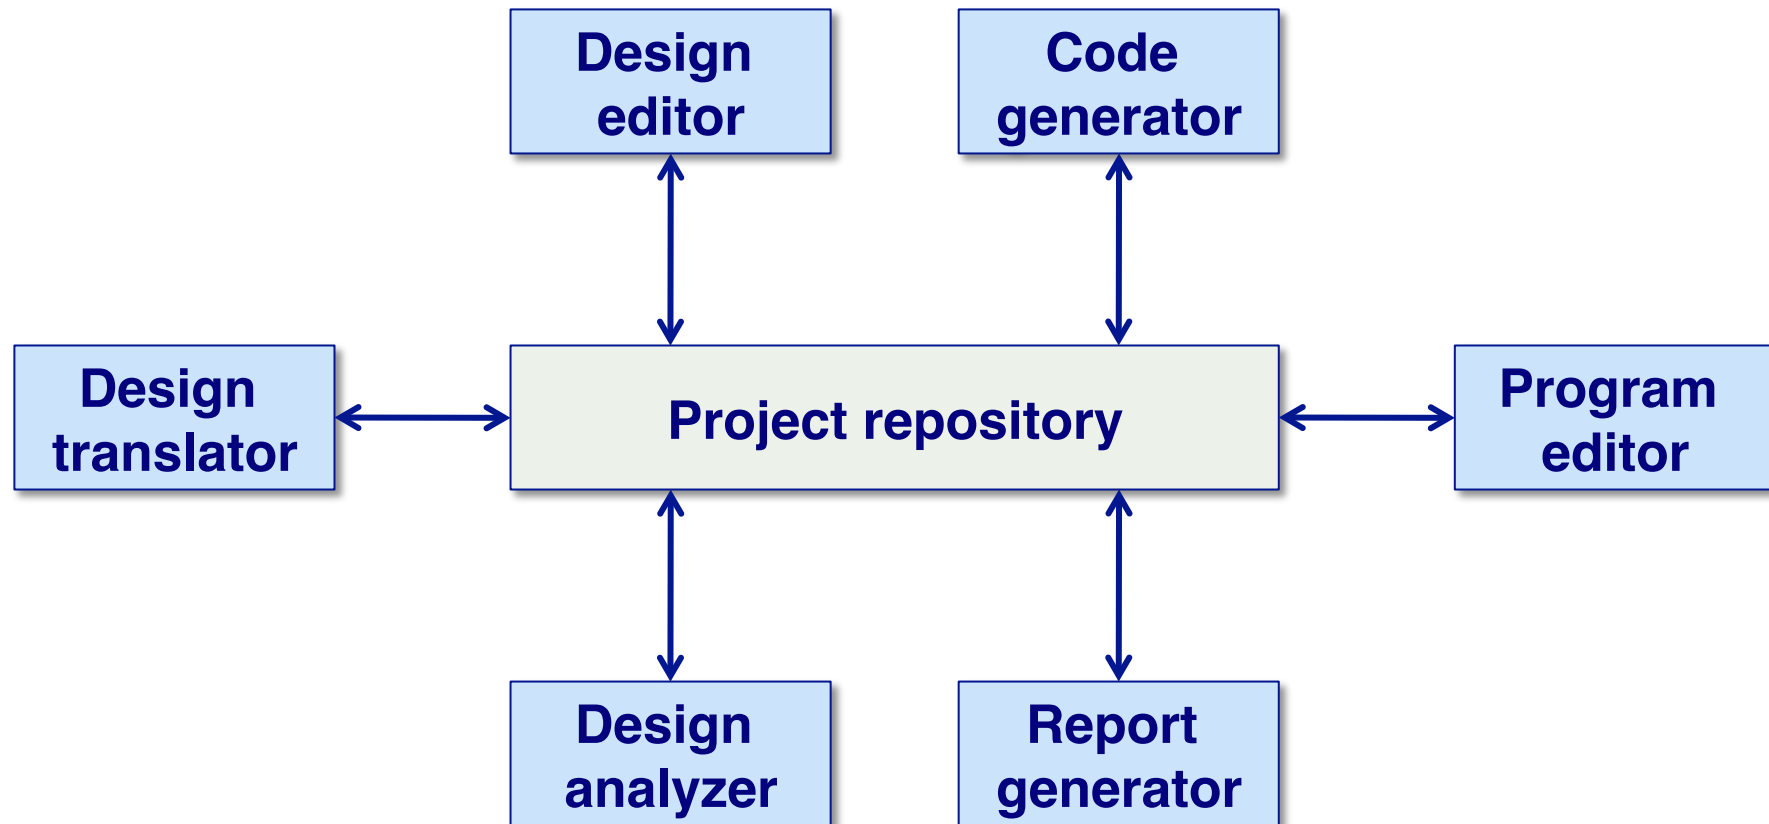 Design
editor
Code
generator
Design
translator
Project repository
Program
editor
Design
analyzer
Report
generator